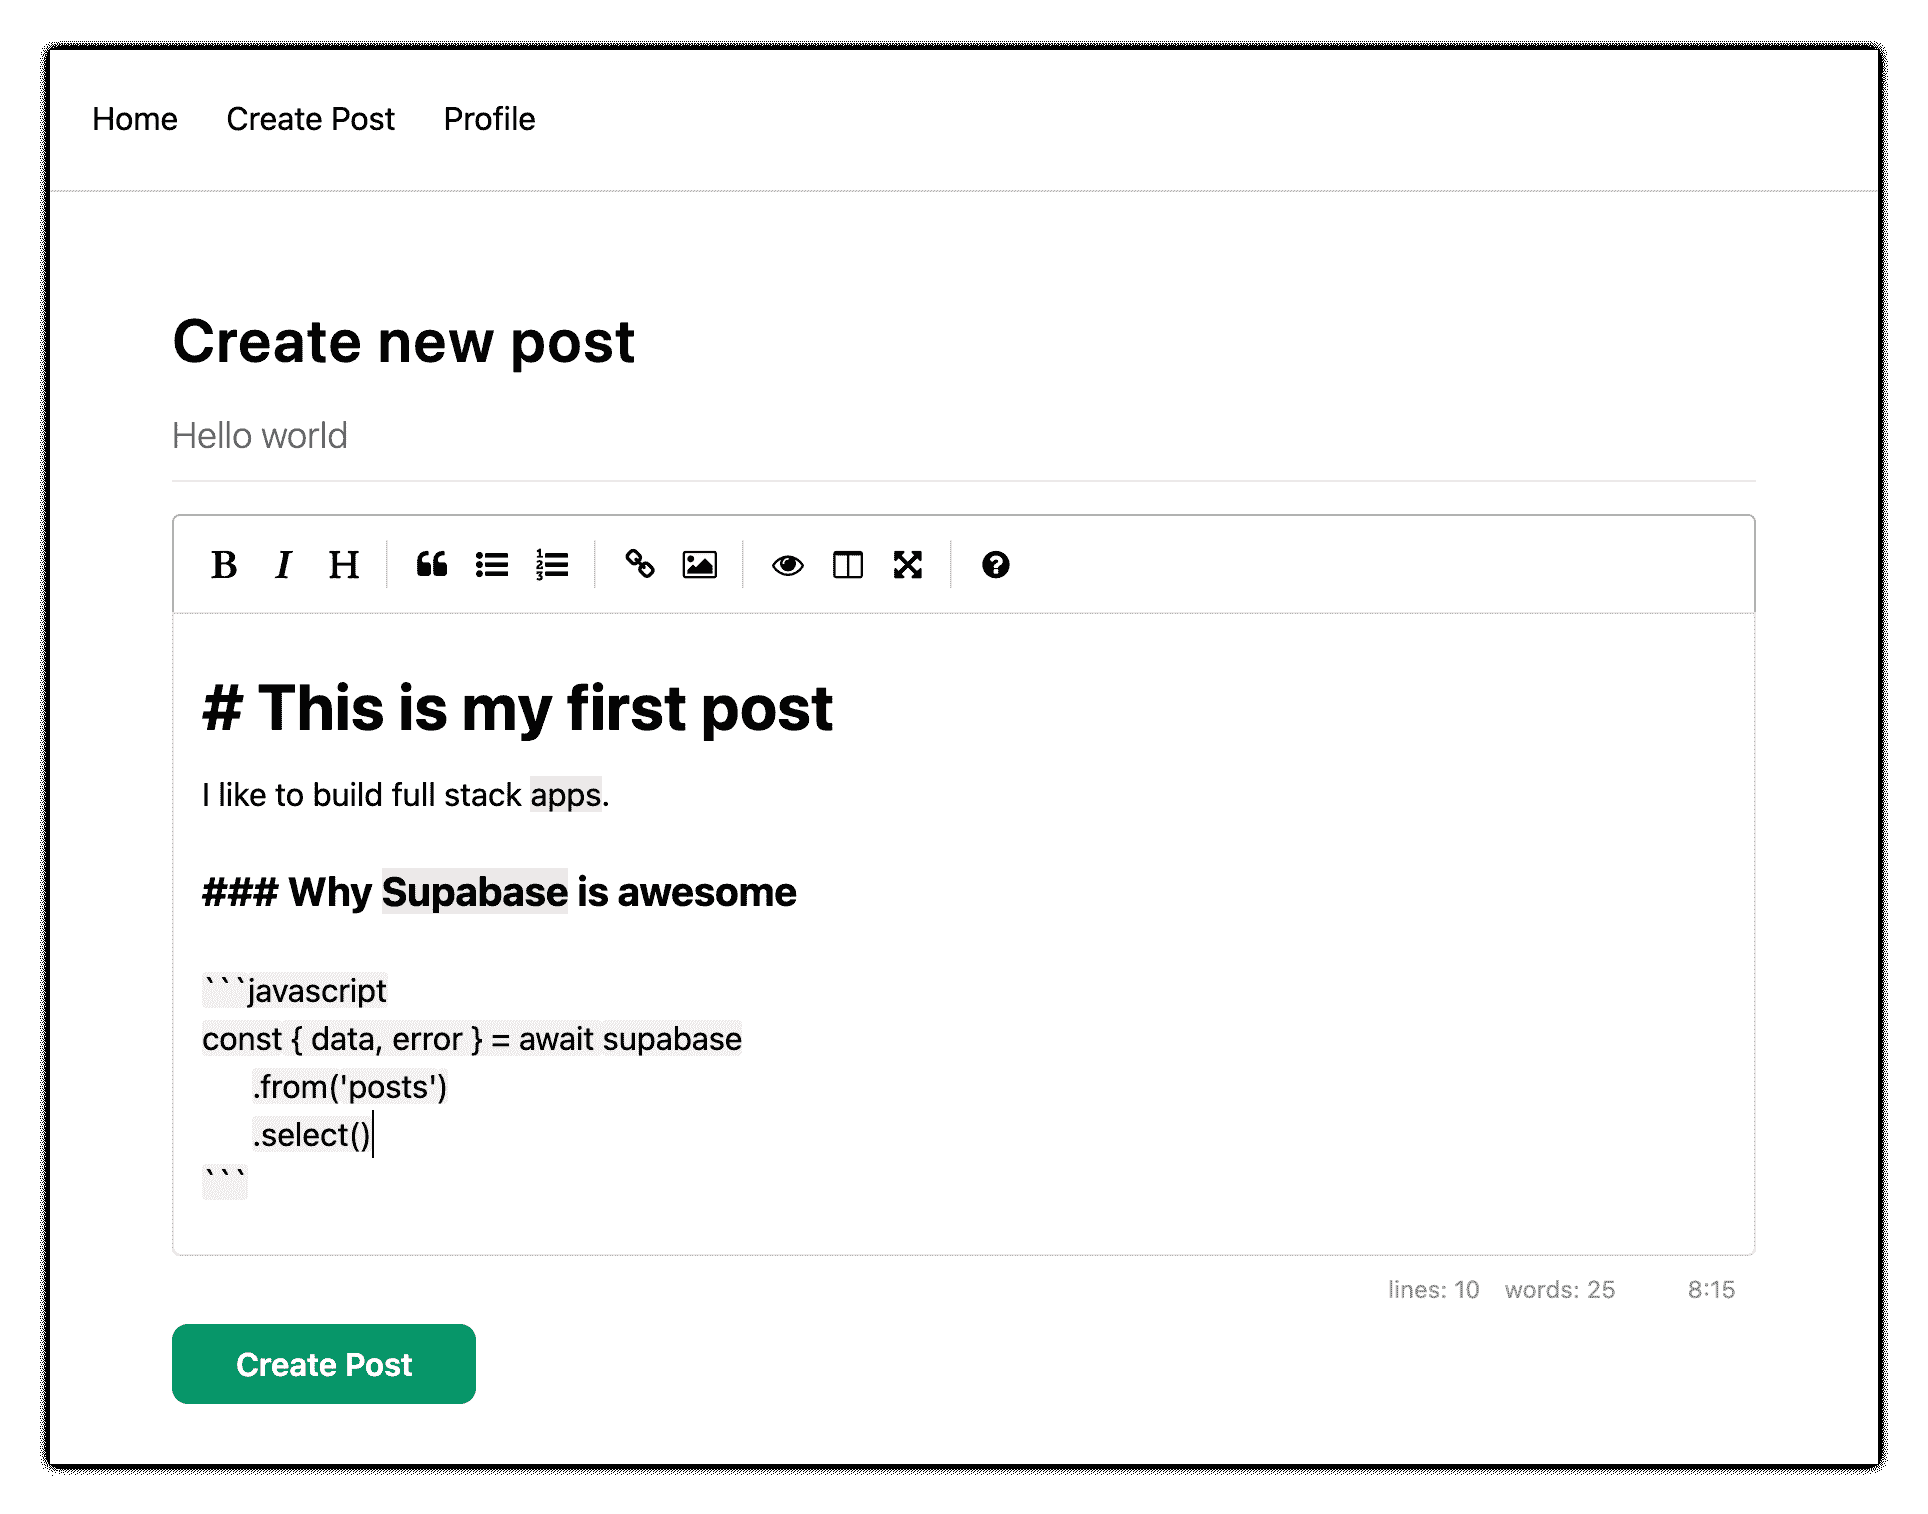 Home Create Post Profile
Create new post
Hello world
B I H
# This is my first post
I like to build full stack apps.
### Why Supabase is awesome
```javascript
const { data, error } = await supabase
.from('posts')
.select()
```
lines: 10 words: 25 8:15
Create Post